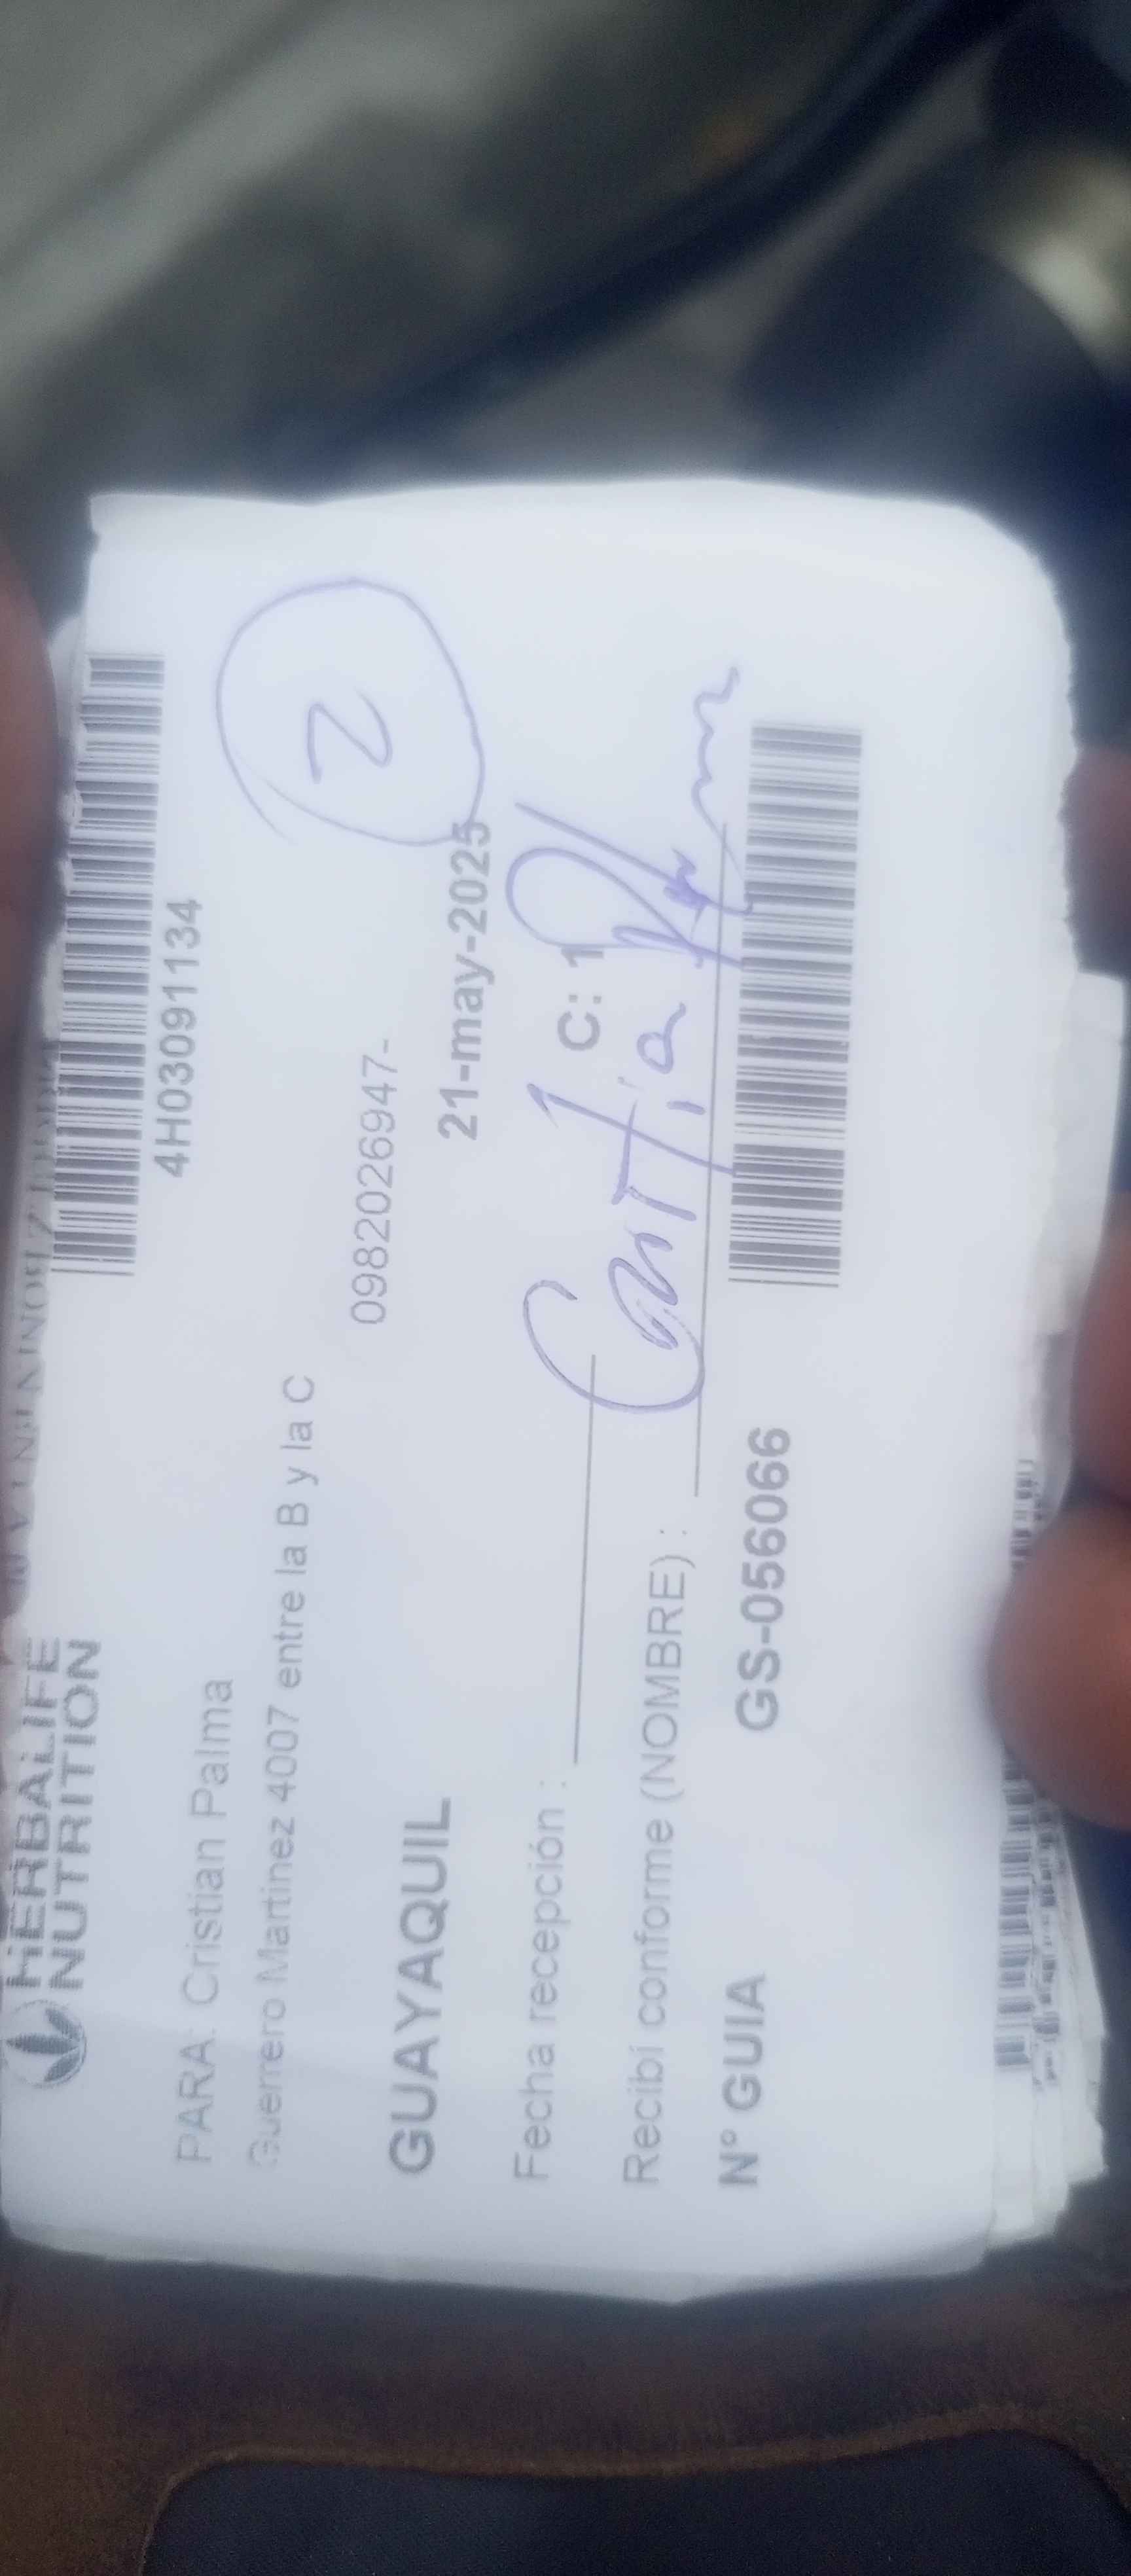 HERBALIFE
NUTRITION
4H03091134
PARA: Cristian Palma
Guerrero Martinez 4007 entre la B y la C
2
0982026947-
GUAYAQUIL
21-may-2025
Fecha recepción :
C: 1
Recibí conforme (NOMBRE) :
N° GUIA
GS-056066